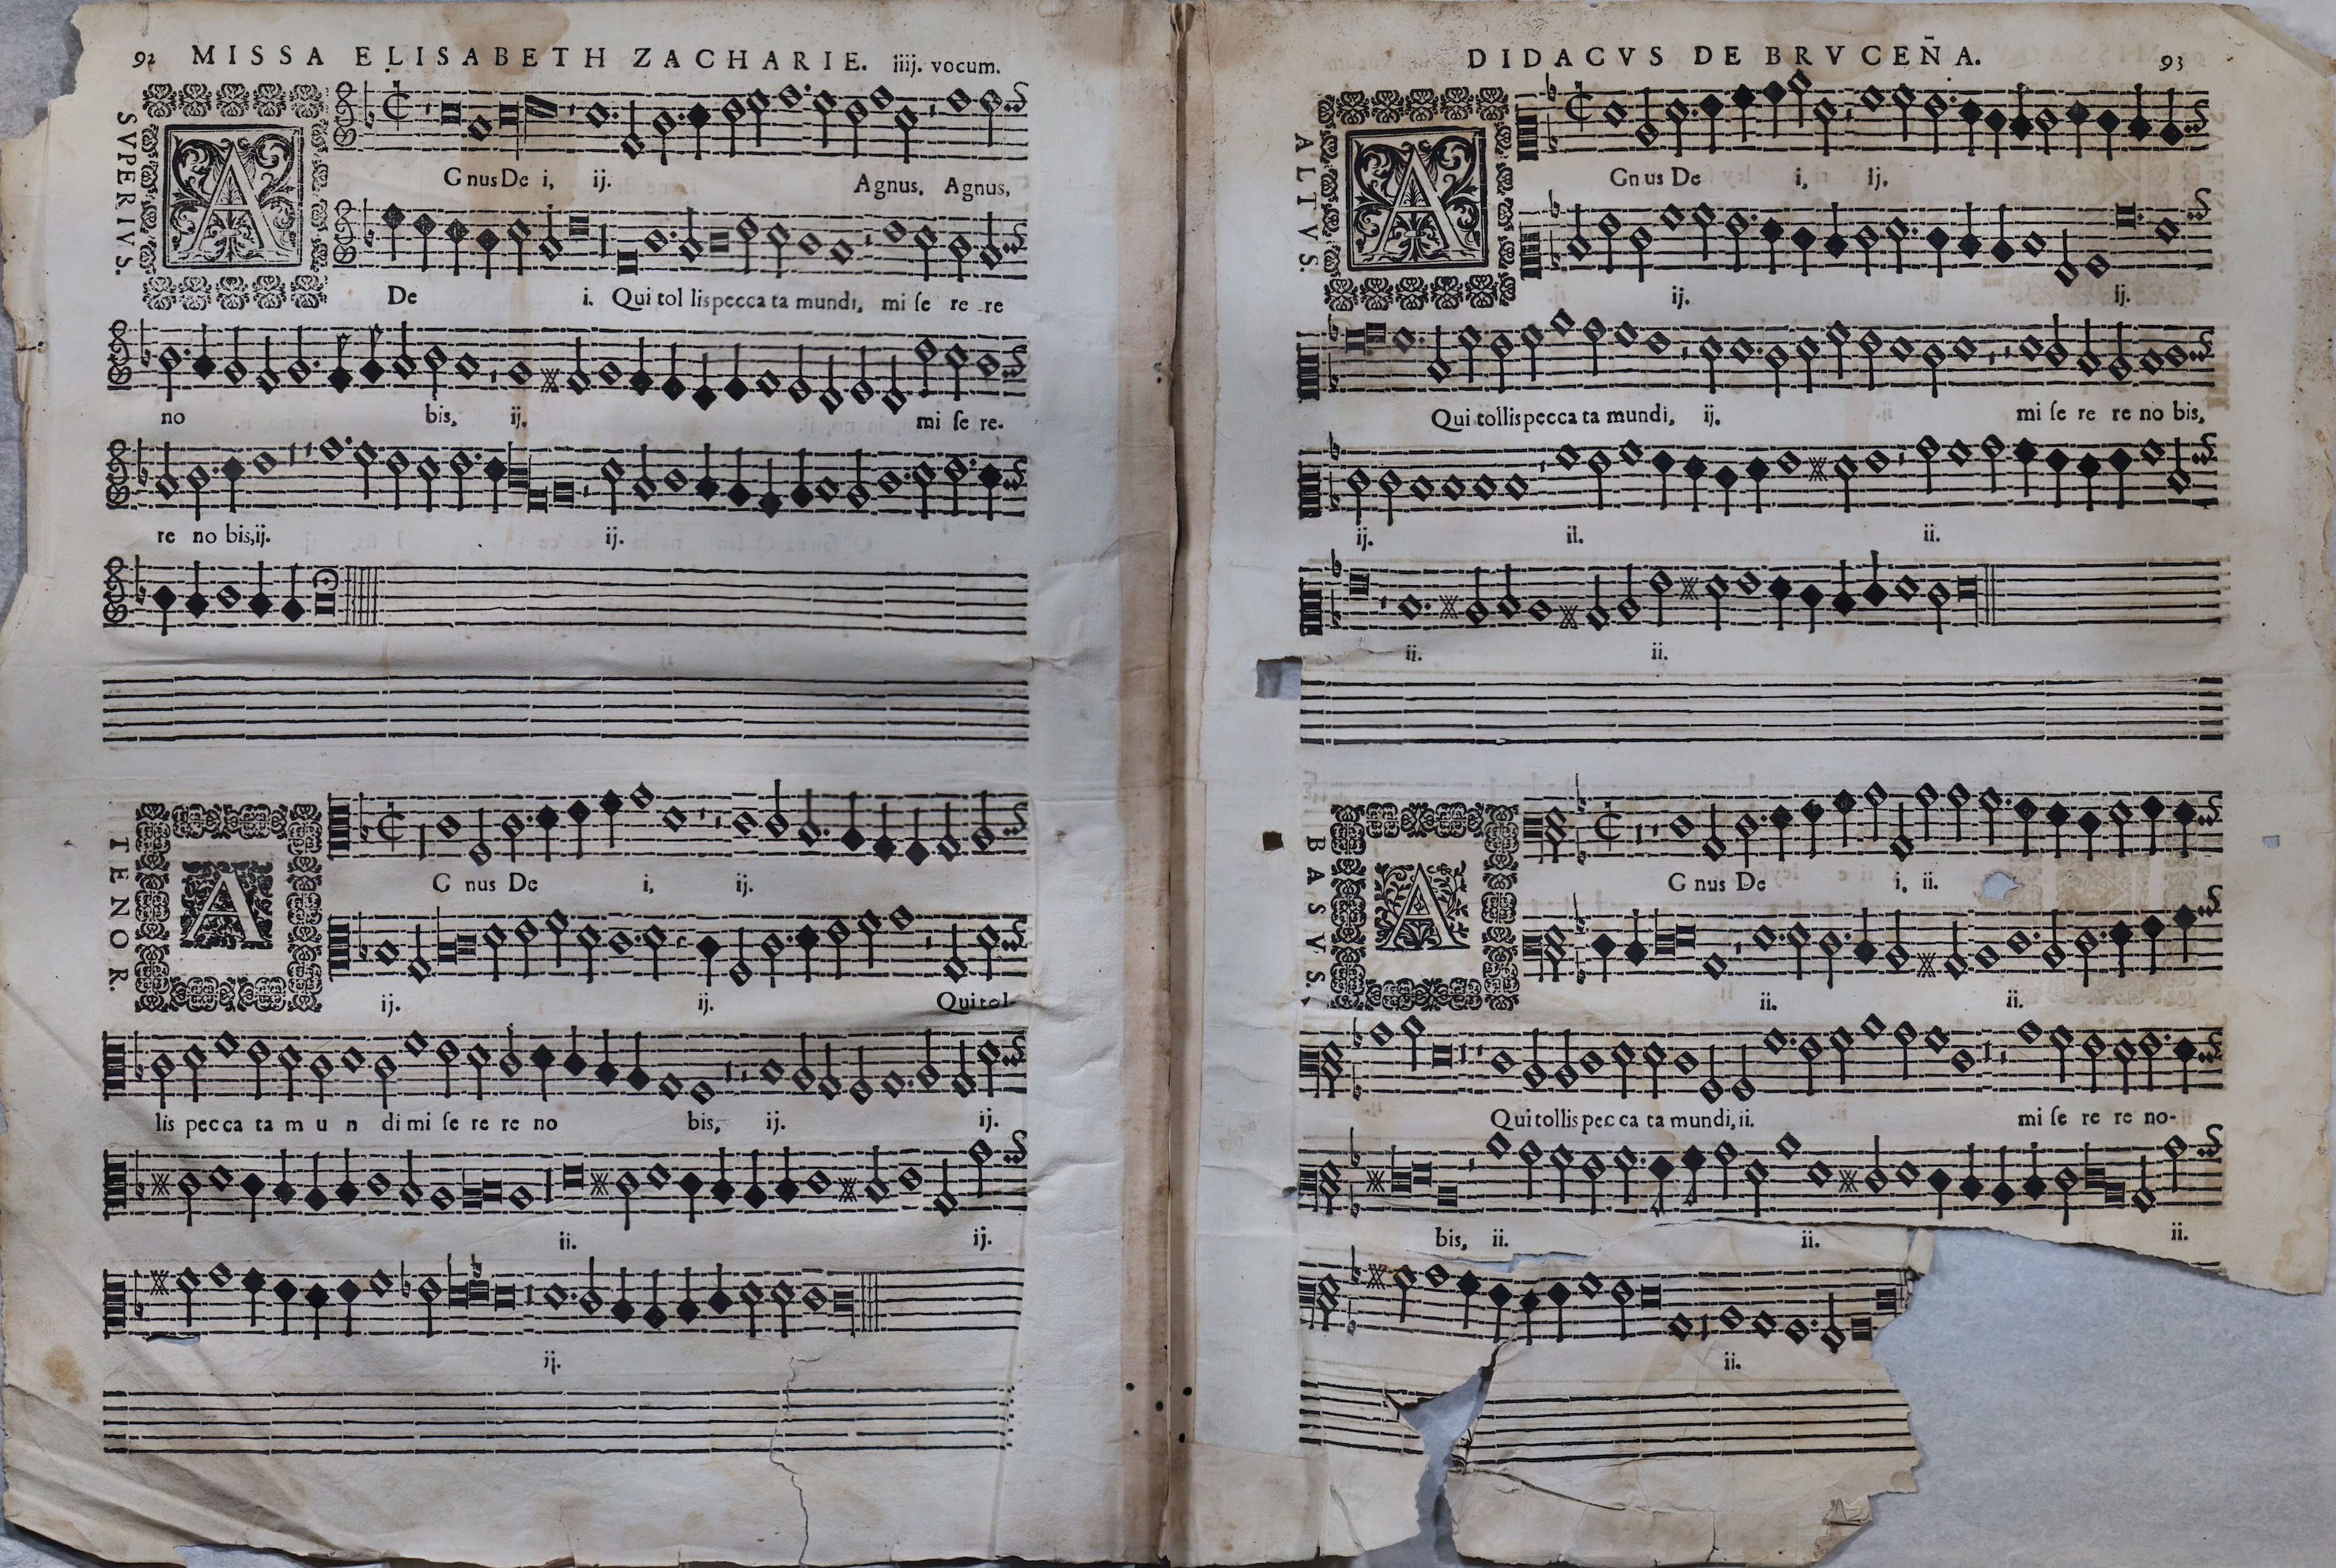 92 MISSA ELISABETH ZACHARIE. iiij. vocum.
SVPERIVS.
A
Gnus De i, ij. Agnus, Agnus,
De i. Qui tol lis pecca ta mundi, mi ſe re re
no bis, ij. mi ſe re-
re no bis, ij. ij.
TENOR.
A
G nus De i, ij.
ij. ij. Qui tol-
lis pec ca ta m u n di mi ſe re re no bis, ij. ij.
ii. ij.
ij.
DIDACVS DE BRVCEÑA. 93
ALTVS.
A
Gn us De i, ij.
ij. ij.
Qui tollis pecca ta mundi, ij. mi ſe re re no bis,
ij. il. ii.
ii. ii.
BASVS.
A
G nus De i, ii.
ii. ii.
Qui tollis pec ca ta mundi, ii. mi ſe re re no-
bis, ii. ii. ii.
ii.